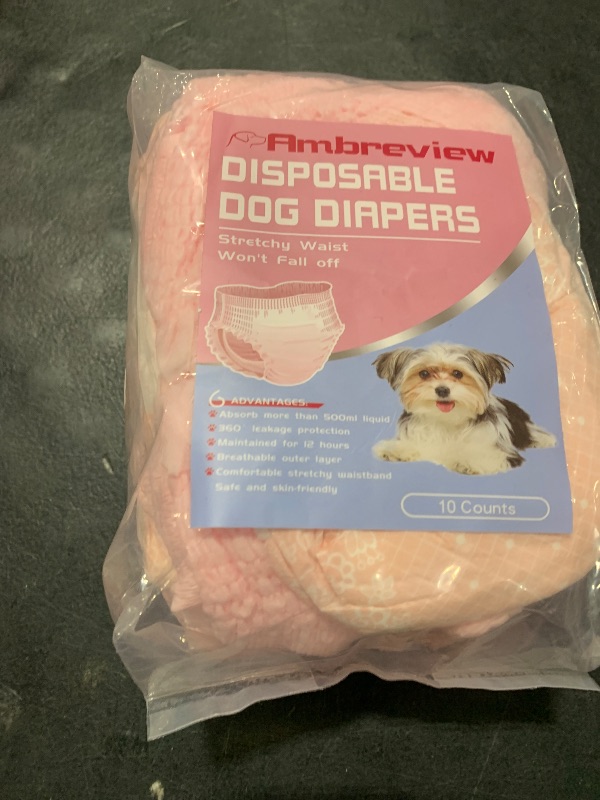 Ambreview
DISPOSABLE
DOG DIAPERS
Stretchy Waist
Won't Fall off
6 ADVANTAGES:
Absorb more than 500ml liquid
360° leakage protection
Maintained for 12 hours
Breathable outer layer
Comfortable stretchy waistband
Safe and skin-friendly
10 Counts